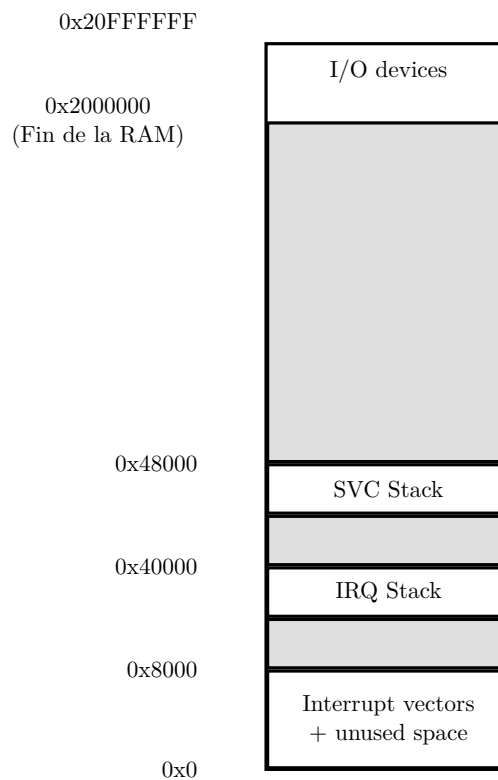 0x20FFFFFF
I/O devices
0x2000000
(Fin de la RAM)
0x48000
SVC Stack
0x40000
IRQ Stack
0x8000
Interrupt vectors
+ unused space
0x0